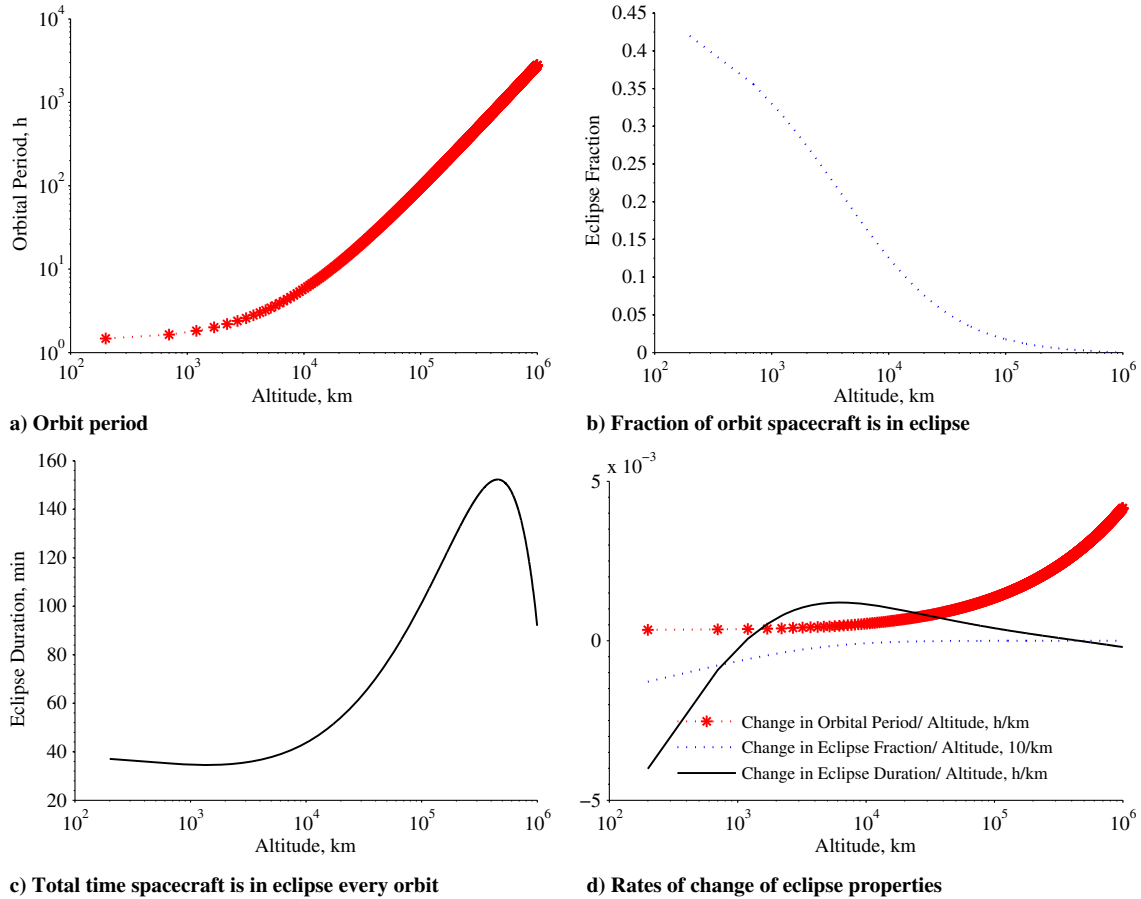 10^4
10^3
10^2
10^1
10^0
Orbital Period, h
10^2 10^3 10^4 10^5 10^6
Altitude, km
a) Orbit period
0.45
0.4
0.35
0.3
0.25
0.2
0.15
0.1
0.05
0
Eclipse Fraction
10^2 10^3 10^4 10^5 10^6
Altitude, km
b) Fraction of orbit spacecraft is in eclipse
160
140
120
100
80
60
40
20
Eclipse Duration, min
10^2 10^3 10^4 10^5 10^6
Altitude, km
c) Total time spacecraft is in eclipse every orbit
x 10^−3
5
0
−5
Change in Orbital Period/ Altitude, h/km
Change in Eclipse Fraction/ Altitude, 10/km
Change in Eclipse Duration/ Altitude, h/km
10^2 10^3 10^4 10^5 10^6
Altitude, km
d) Rates of change of eclipse properties